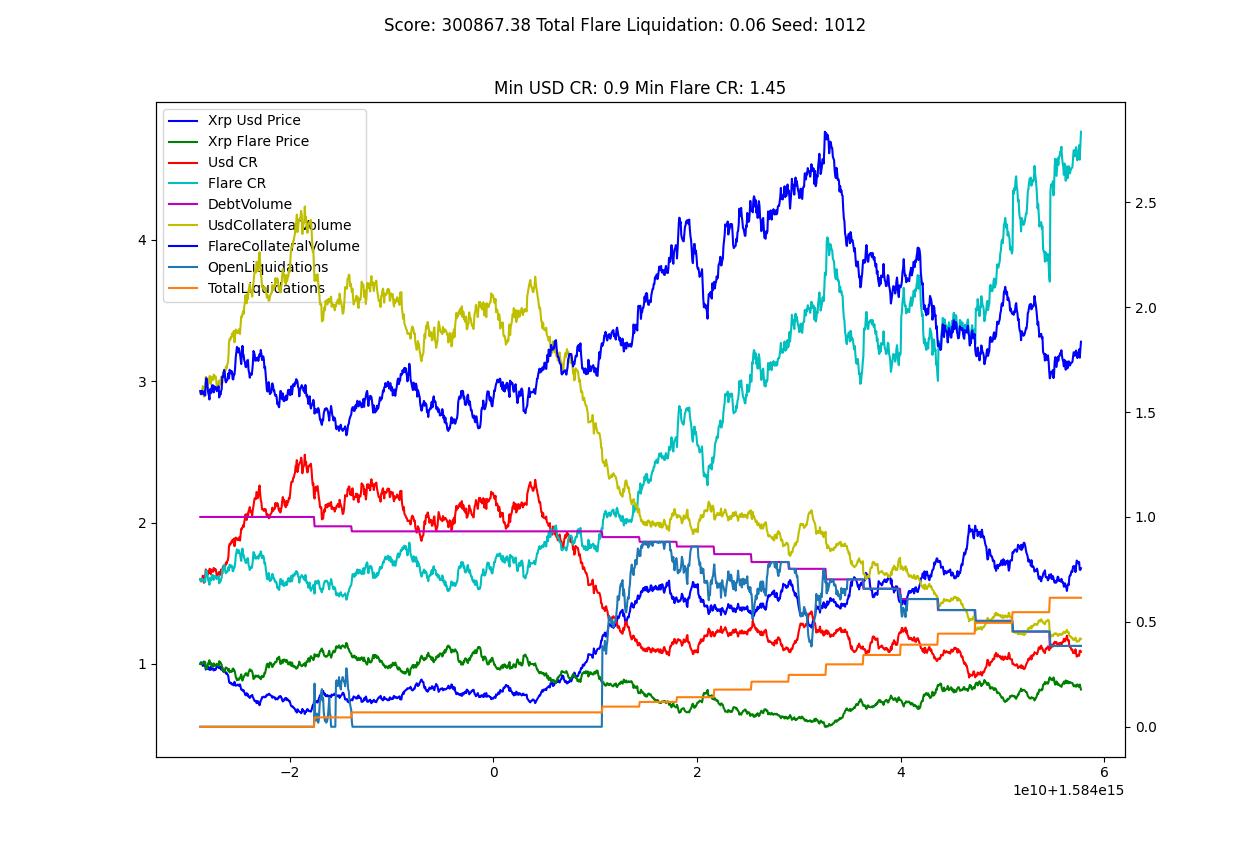 Score: 300867.38 Total Flare Liquidation: 0.06 Seed: 1012
Min USD CR: 0.9 Min Flare CR: 1.45
Xrp Usd Price
Xrp Flare Price
Usd CR
Flare CR
DebtVolume
UsdCollateralVolume
FlareCollateralVolume
OpenLiquidations
TotalLiquidations
4
3
2
1
2.5
2.0
1.5
1.0
0.5
0.0
−2
0
2
4
6
1e10+1.584e15